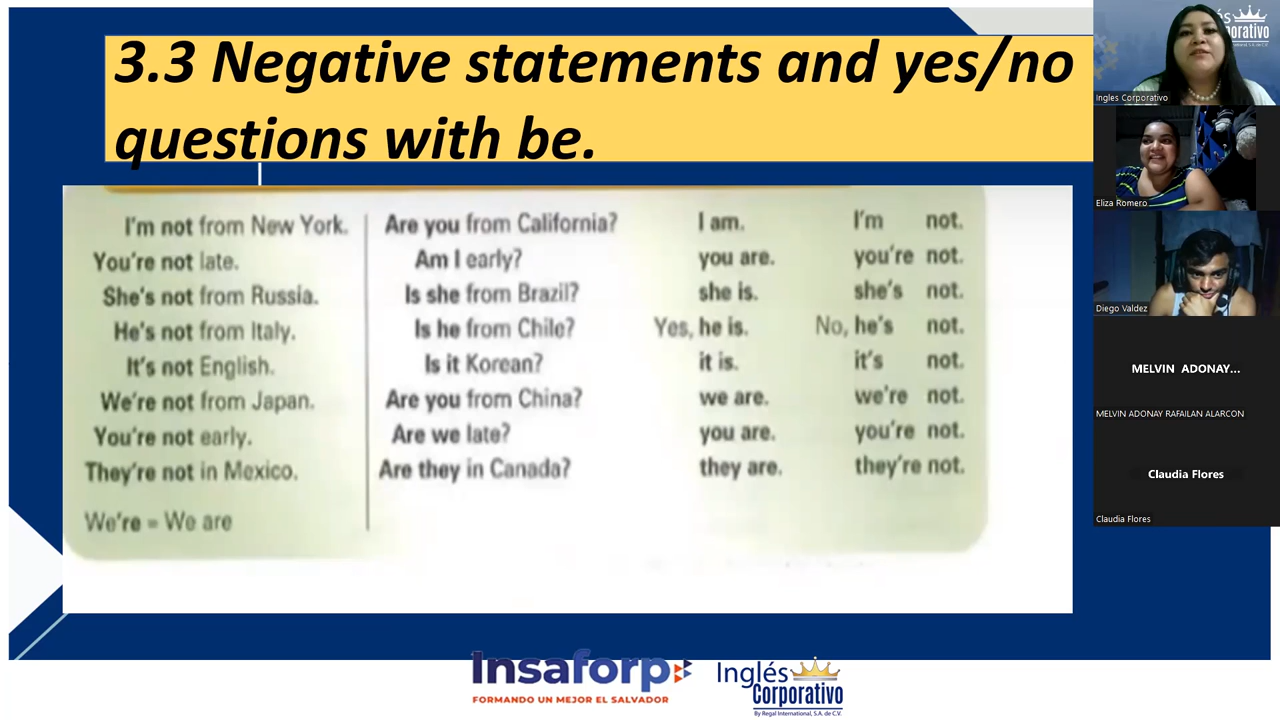 3.3 Negative statements and yes/no
questions with be.
I'm not from New York. Are you from California? I am. I'm not.
You're not late. Am I early? you are. you're not.
She's not from Russia. Is she from Brazil? she is. she's not.
He's not from Italy. Is he from Chile? Yes, he is. No, he's not.
It's not English. Is it Korean? it is. it's not.
We're not from Japan. Are you from China? we are. we're not.
You're not early. Are we late? you are. you're not.
They're not in Mexico. Are they in Canada? they are. they're not.
We're = We are
Insaforp
FORMANDO UN MEJOR EL SALVADOR
Inglés
Corporativo
By Regal International, S.A. de C.V.
Ingles Corporativo
Eliza Romero
Diego Valdez
MELVIN ADONAY...
MELVIN ADONAY RAFAILAN ALARCON
Claudia Flores
Claudia Flores